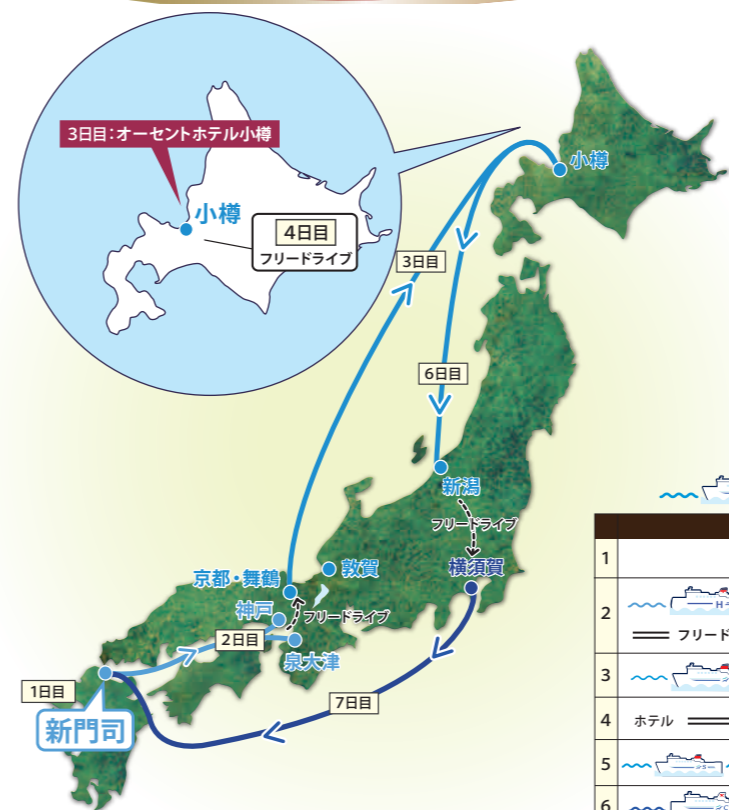 3日目：オーセントホテル小樽
小樽
4日目
フリードライブ
小樽
3日目
6日目
新潟
フリードライブ
横須賀
敦賀
京都・舞鶴
神戸
フリードライブ
2日目
泉大津
1日目
新門司
7日目
1
2
H
フリード
3
4
ホテル
5
S
6